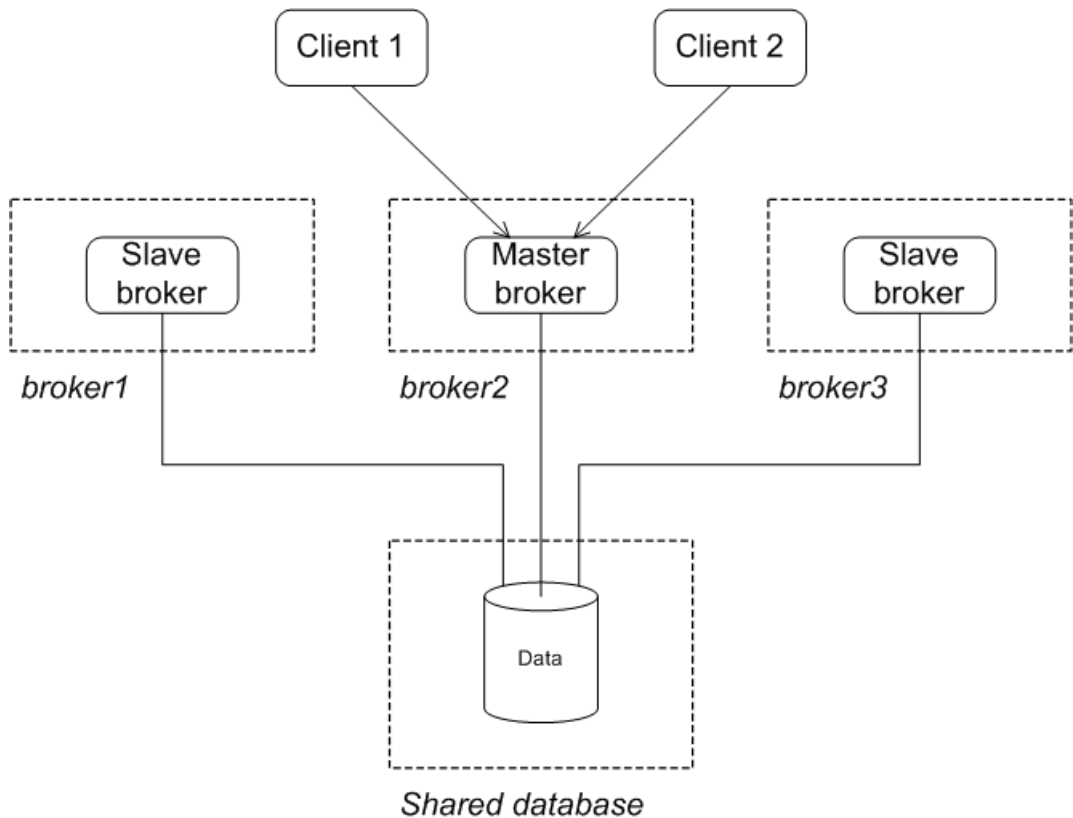 Client 1
Client 2
Slave
broker
Master
broker
Slave
broker
broker1
broker2
broker3
Data
Shared database